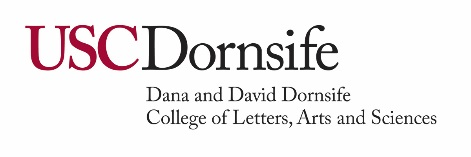 USCDornsife
Dana and David Dornsife
College of Letters, Arts and Sciences